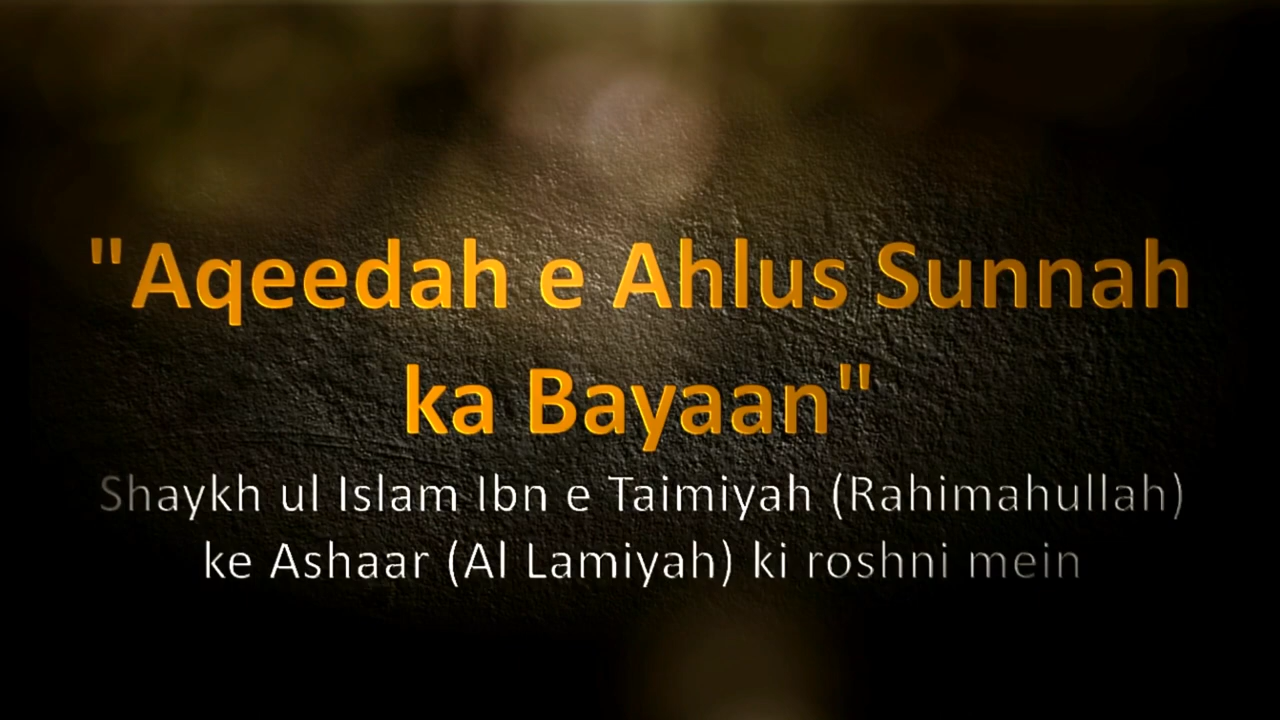 "Aqeedah e Ahlus Sunnah
ka Bayaan"
Shaykh ul Islam Ibn e Taimiyah (Rahimahullah)
ke Ashaar (Al Lamiyah) ki roshni mein